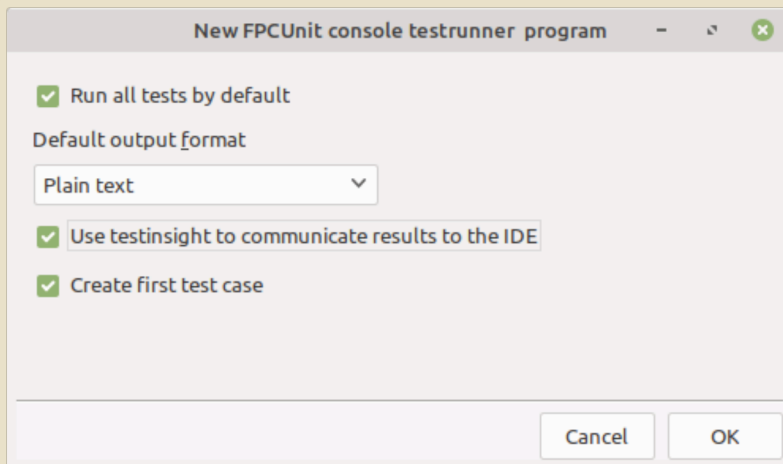 New FPCUnit console testrunner program
Run all tests by default
Default output format
Plain text
Use testinsight to communicate results to the IDE
Create first test case
Cancel OK